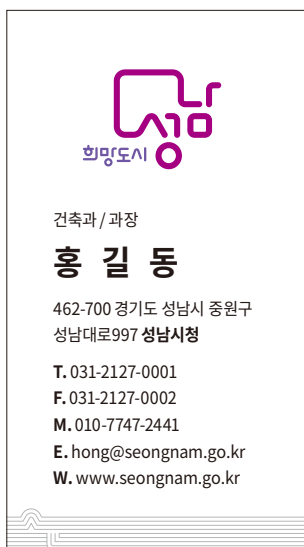 성남
희망도시
건축과 / 과장
홍 길 동
462-700 경기도 성남시 중원구
성남대로997 성남시청
T. 031-2127-0001
F. 031-2127-0002
M. 010-7747-2441
E. hong@seongnam.go.kr
W. www.seongnam.go.kr